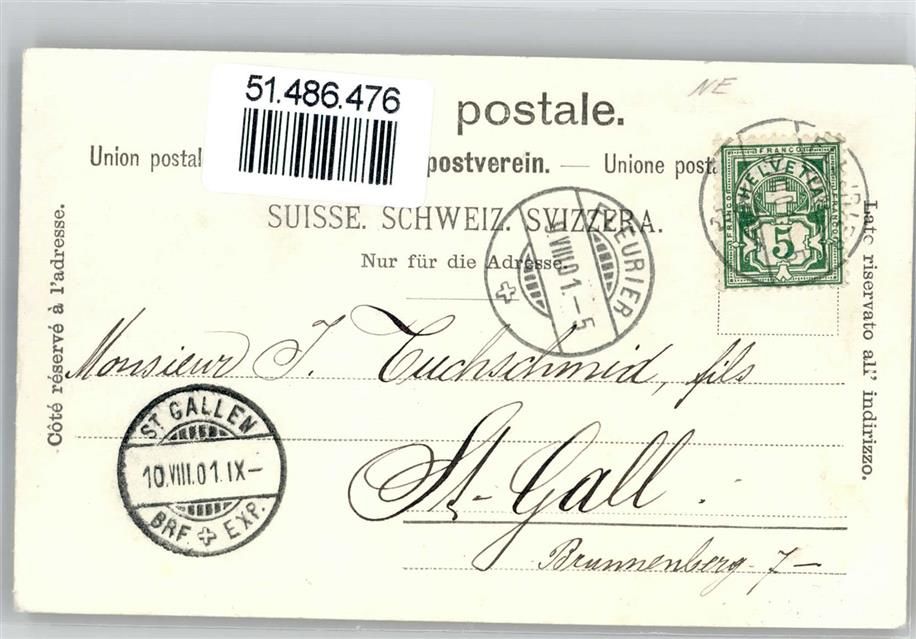 51.486.476
NE
postale.
Union postal postverein. — Unione posta
SUISSE. SCHWEIZ. SVIZZERA.
Nur für die Adresse.
Côté réservé à l'adresse.
Lato riservato all' indirizzo.
FRANCO
FRANCO
FRANCO
HELVETIA
5
FLEURIER
VIII.01.-5
Monsieur J. Tuchschmid, fils
St-Gall.
Brunnenberg 7 —
ST GALLEN
10.VIII.01.IX-
BRF. EXP.